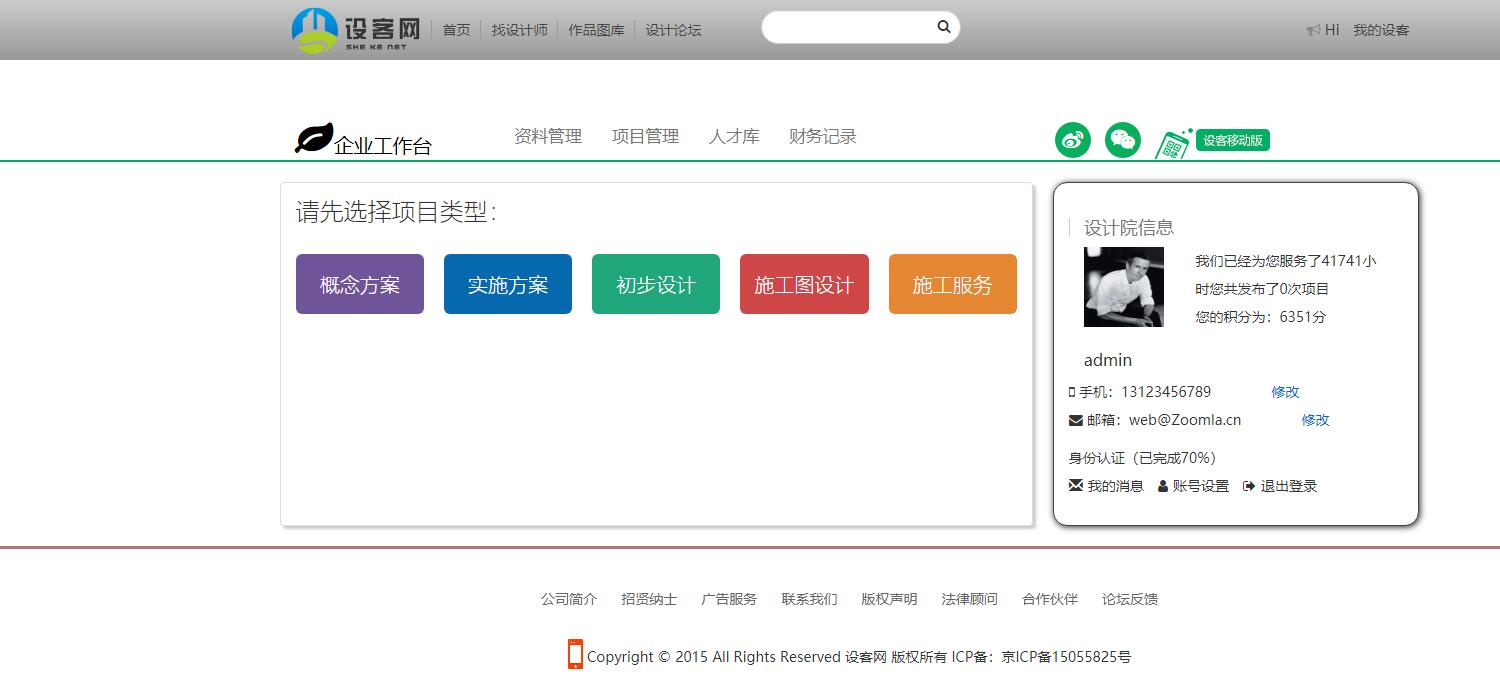 设客网
SHE KE NET
首页 找设计师 作品图库 设计论坛
Hi 我的设客
企业工作台
资料管理 项目管理 人才库 财务记录
设客移动版
请先选择项目类型：
概念方案 实施方案 初步设计 施工图设计 施工服务
设计院信息
我们已经为您服务了41741小
时您共发布了0次项目
您的积分为：6351分
admin
手机：13123456789 修改
邮箱：web@Zoomla.cn 修改
身份认证（已完成70%）
我的消息 账号设置 退出登录
公司简介 招贤纳士 广告服务 联系我们 版权声明 法律顾问 合作伙伴 论坛反馈
Copyright © 2015 All Rights Reserved 设客网 版权所有 ICP备：京ICP备15055825号